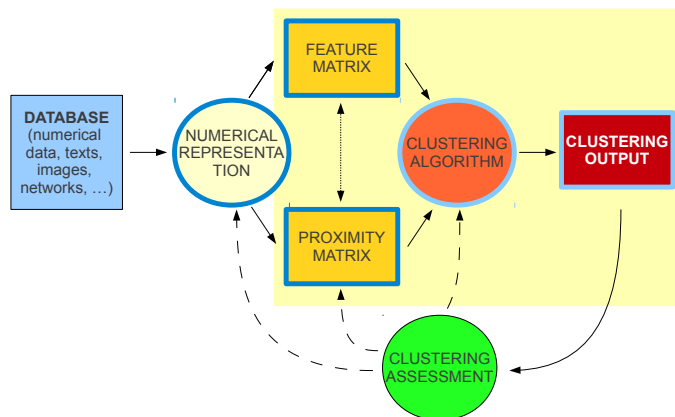 DATABASE
(numerical
data, texts,
images,
networks, ...)
NUMERICAL
REPRESENTA
TION
FEATURE
MATRIX
PROXIMITY
MATRIX
CLUSTERING
ALGORITHM
CLUSTERING
OUTPUT
CLUSTERING
ASSESSMENT